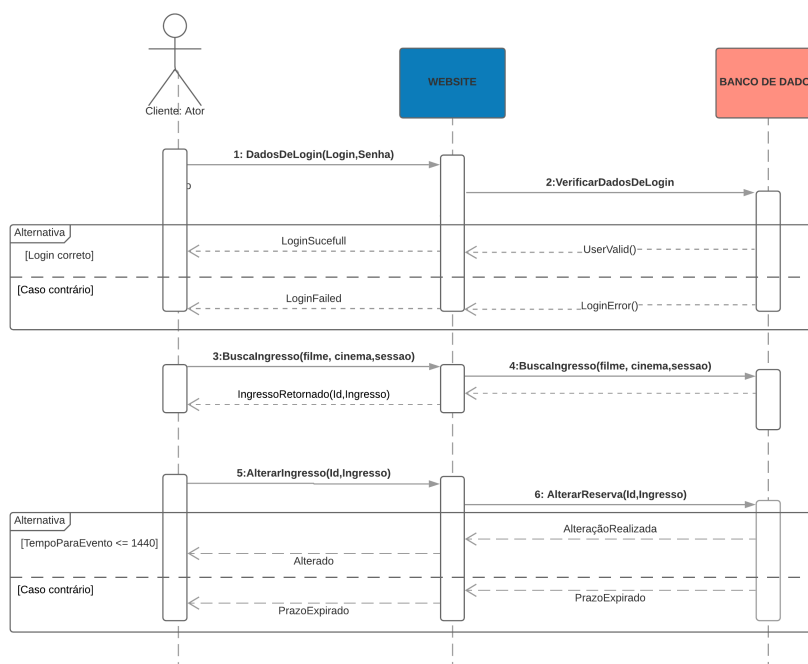 WEBSITE
BANCO DE DADO
Cliente: Ator
1: DadosDeLogin(Login,Senha)
2:VerificarDadosDeLogin
Alternativa
[Login correto]
LoginSucefull
UserValid()
[Caso contrário]
LoginFailed
LoginError()
3:BuscaIngresso(filme, cinema,sessao)
4:BuscaIngresso(filme, cinema,sessao)
IngressoRetornado(Id,Ingresso)
5:AlterarIngresso(Id,Ingresso)
6: AlterarReserva(Id,Ingresso)
Alternativa
[TempoParaEvento <= 1440]
AlteraçãoRealizada
Alterado
[Caso contrário]
PrazoExpirado
PrazoExpirado